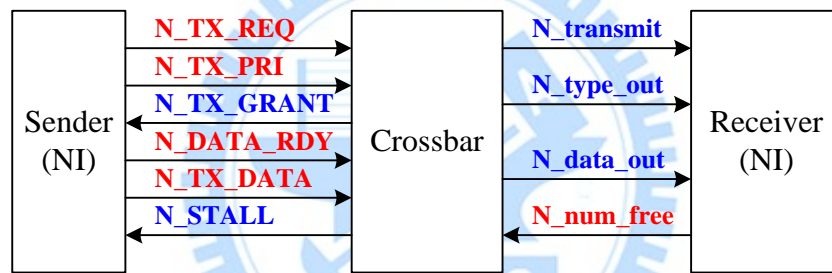 N_TX_REQ
N_TX_PRI
N_TX_GRANT
N_DATA_RDY
N_TX_DATA
N_STALL
Sender
(NI)
Crossbar
N_transmit
N_type_out
N_data_out
N_num_free
Receiver
(NI)